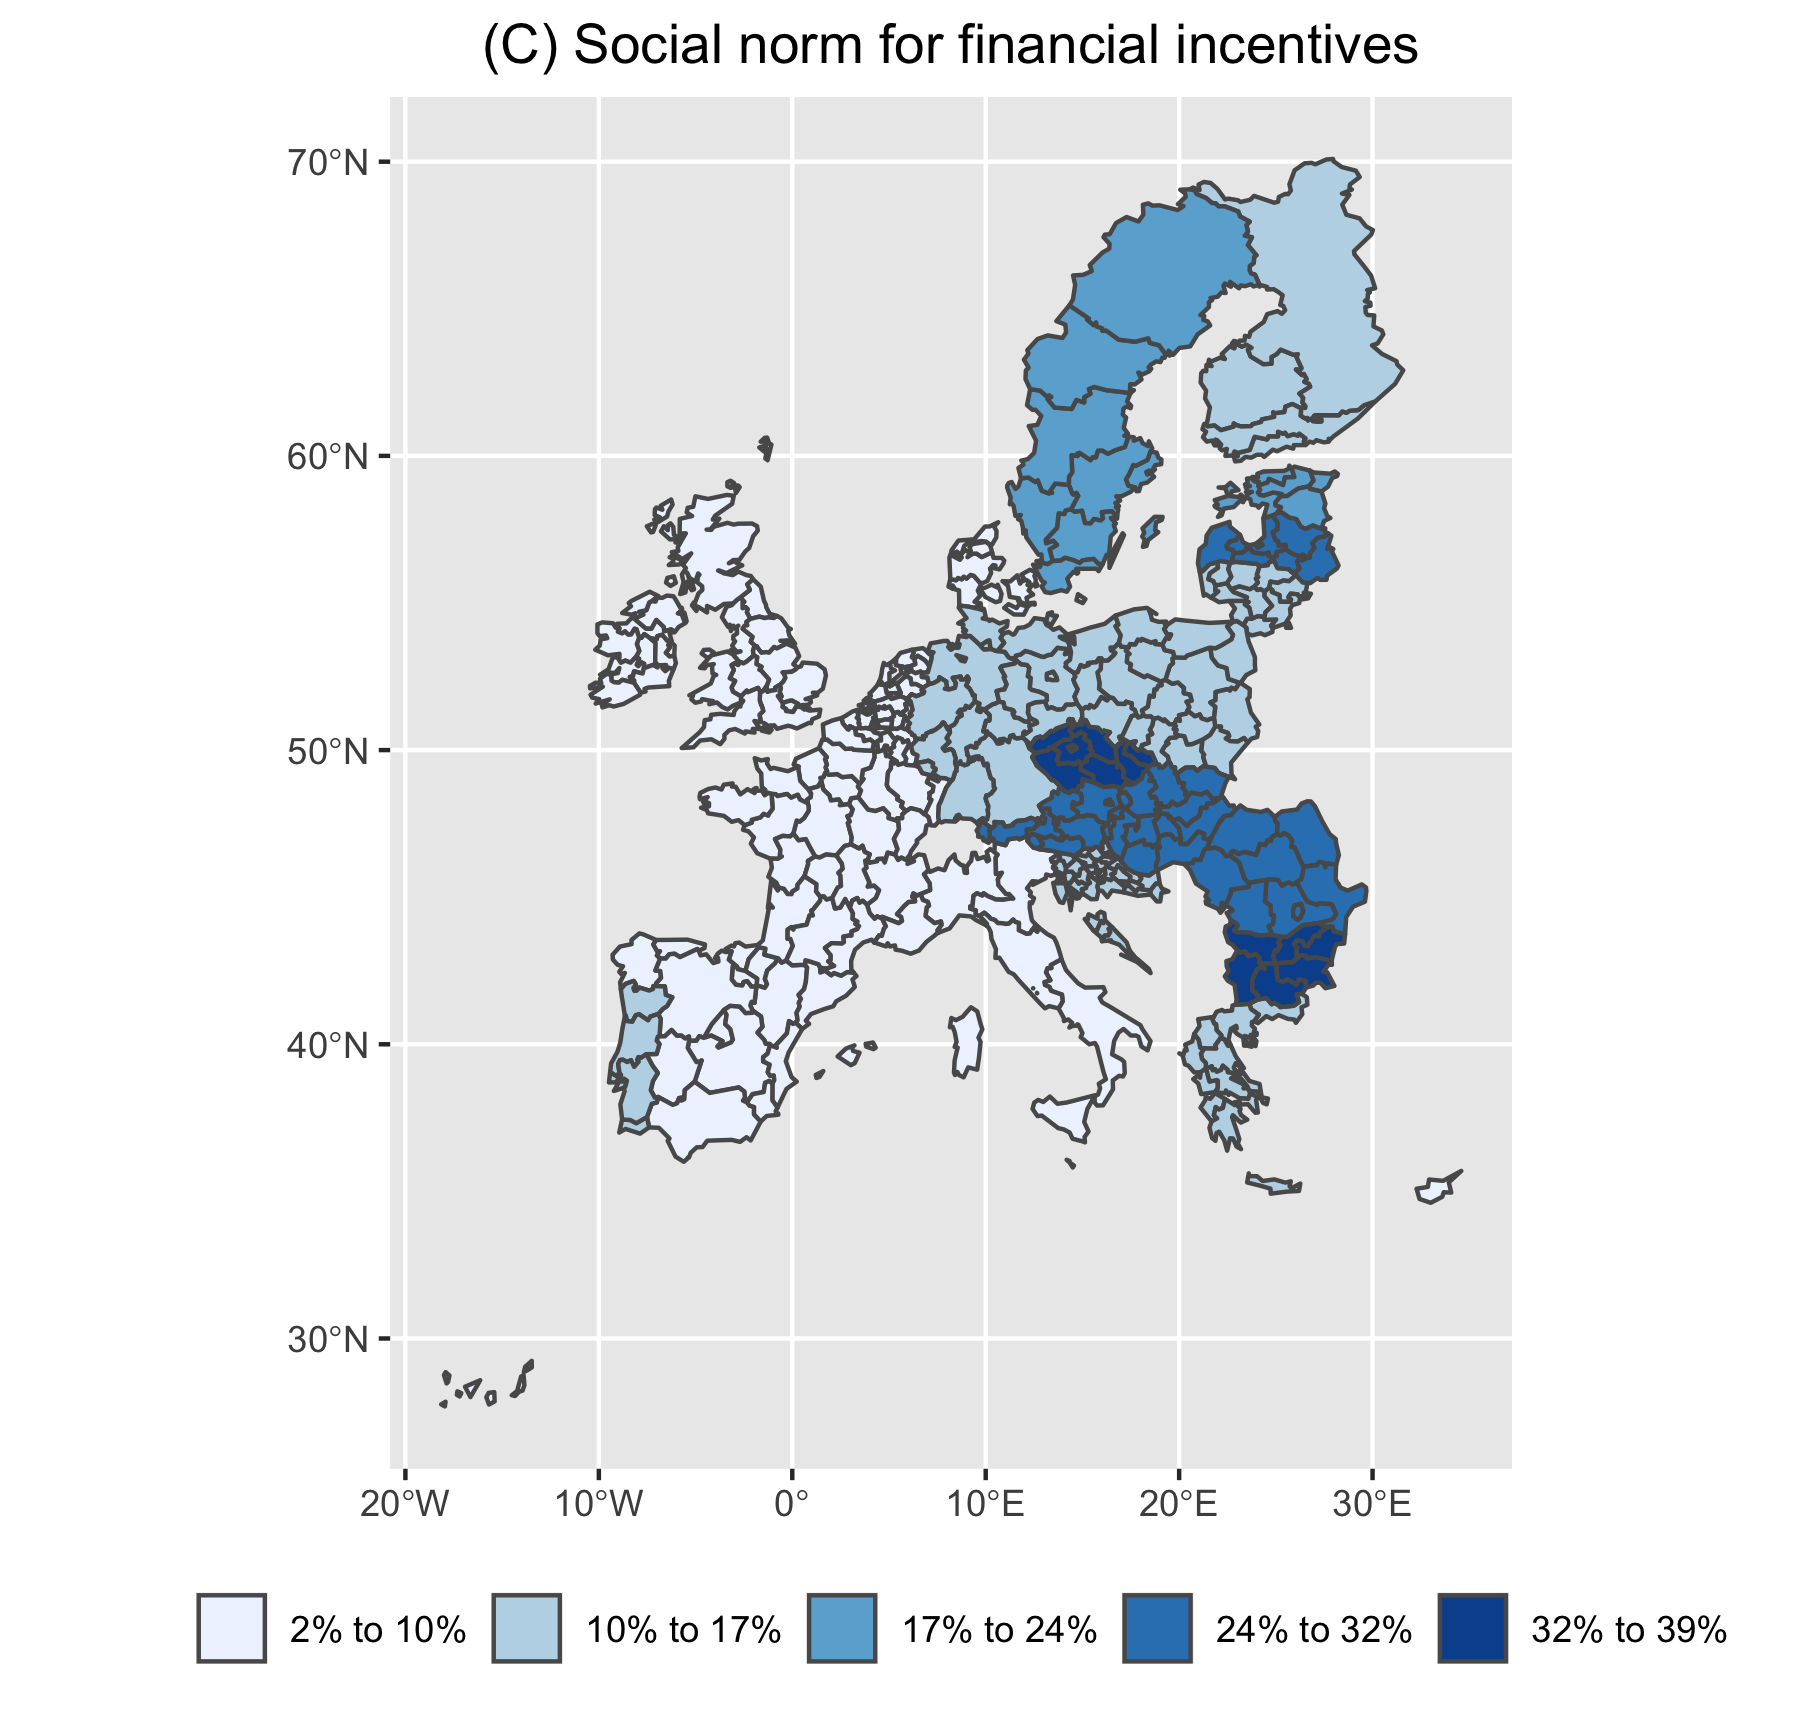 (C) Social norm for financial incentives
70°N
60°N
50°N
40°N
30°N
20°W 10°W 0° 10°E 20°E 30°E
2% to 10% 10% to 17% 17% to 24% 24% to 32% 32% to 39%